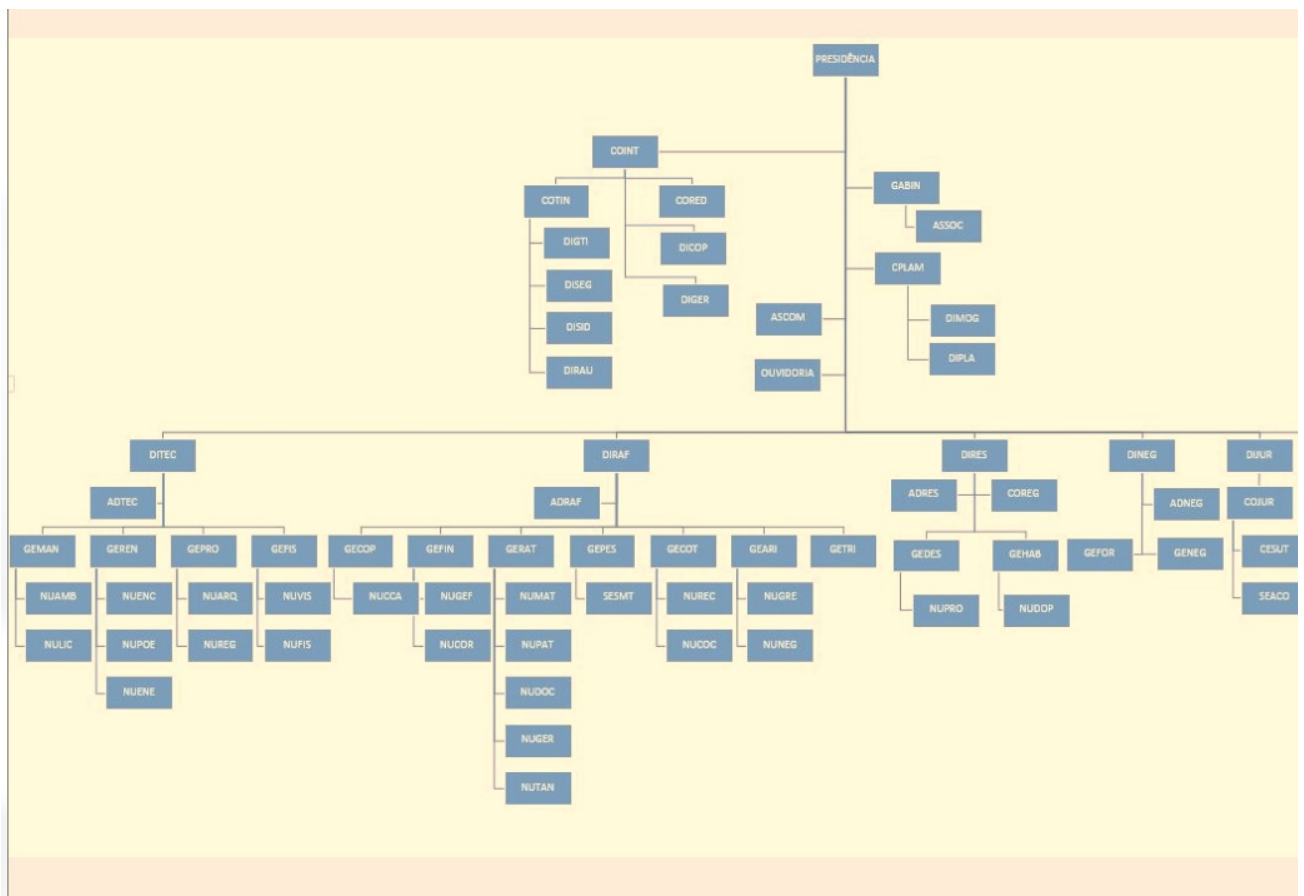 PRESIDÊNCIA
COINT
COTIN
CORED
DIGTI
DICOP
DISEG
DIGER
DISID
DIRAU
GABIN
ASSOC
CPLAM
DIMOG
DIPLA
ASCOM
OUVIDORIA
DITEC
DIRAF
DIRES
DINEG
DIJUR
ADTEC
ADRAF
ADRES
COREG
ADNEG
COJUR
GEMAN
GEREN
GEPRO
GEFIS
GECOP
GEFIN
GERAT
GEPES
GECOT
GEARI
GETRI
GEDES
GEHAB
GEFOR
GENEG
CESUT
NUAMB
NUENC
NUARQ
NUVIS
NUCCA
NUGEF
NUMAT
SESMT
NUREC
NUGRE
NUPRO
NUDOP
SEACO
NULIC
NUPOE
NUREG
NUFIS
NUCOR
NUPAT
NUCOC
NUNEG
NUENE
NUDOC
NUGER
NUTAN